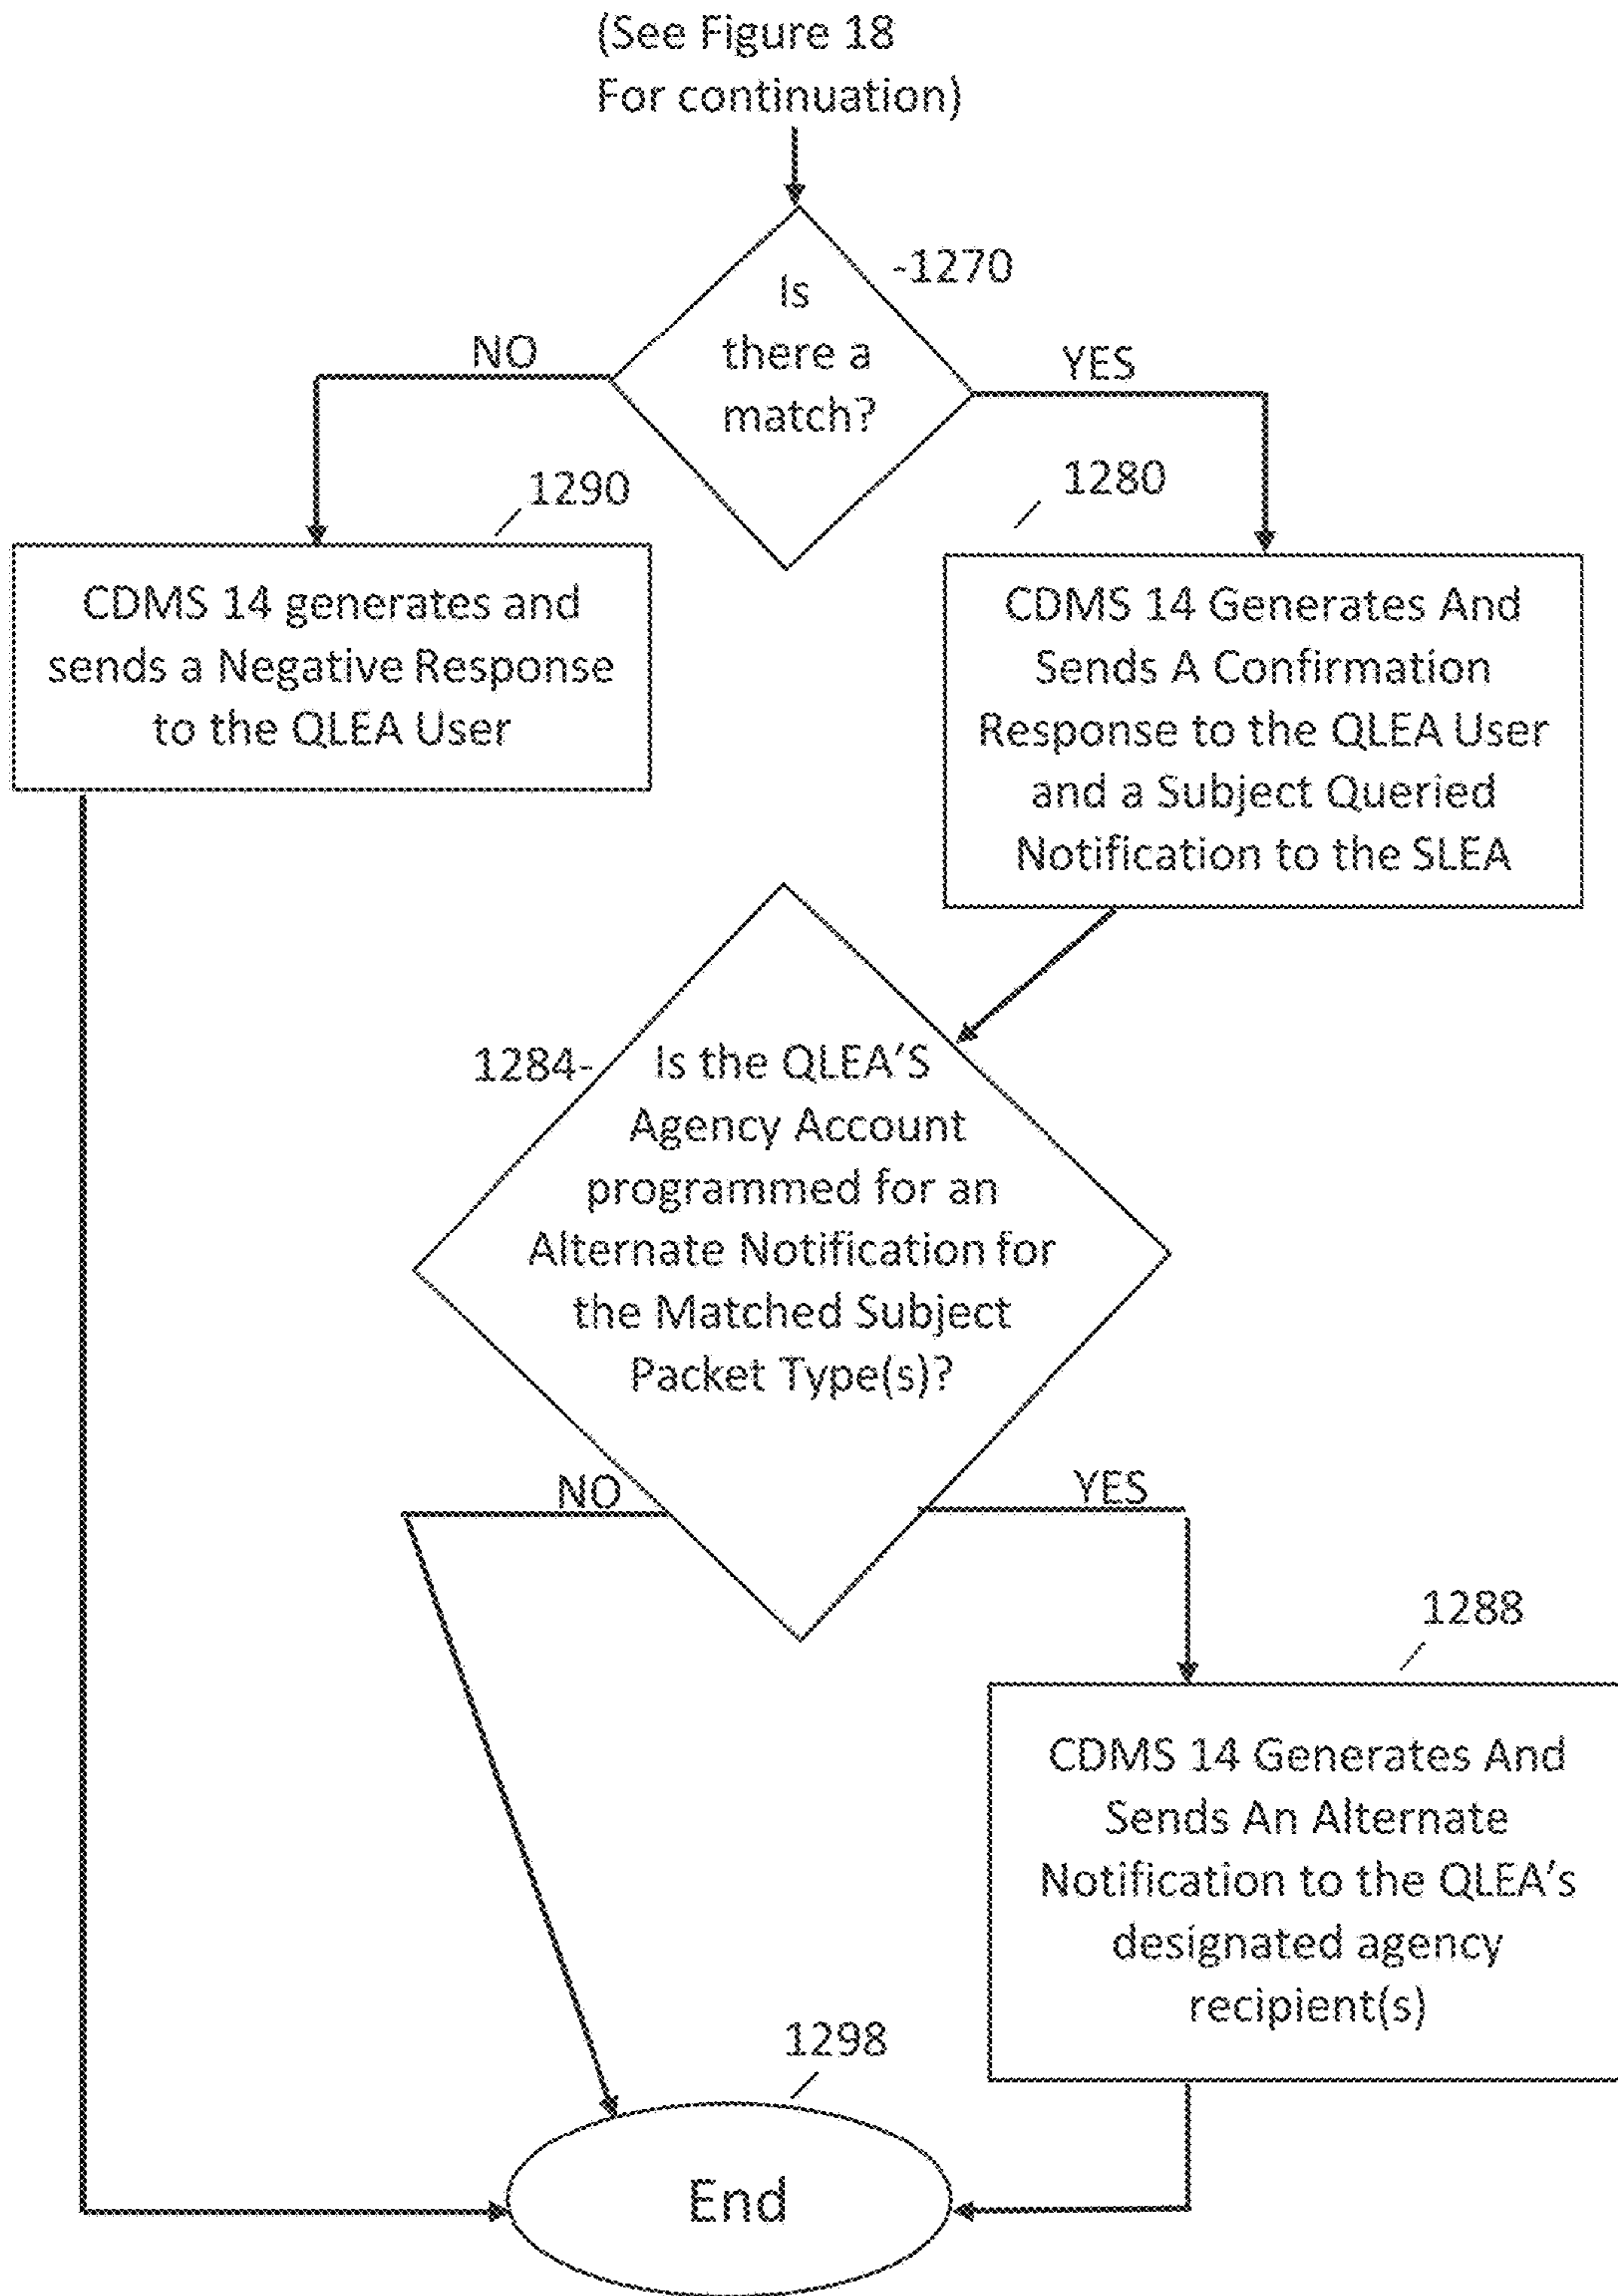 (See Figure 18
For continuation)
-1270
Is
there a
match?
NO
YES
1290
1280
CDMS 14 generates and
sends a Negative Response
to the QLEA User
CDMS 14 Generates And
Sends A Confirmation
Response to the QLEA User
and a Subject Queried
Notification to the SLEA
1284-
Is the QLEA'S
Agency Account
programmed for an
Alternate Notification for
the Matched Subject
Packet Type(s)?
NO
YES
1288
CDMS 14 Generates And
Sends An Alternate
Notification to the QLEA's
designated agency
recipient(s)
1298
End